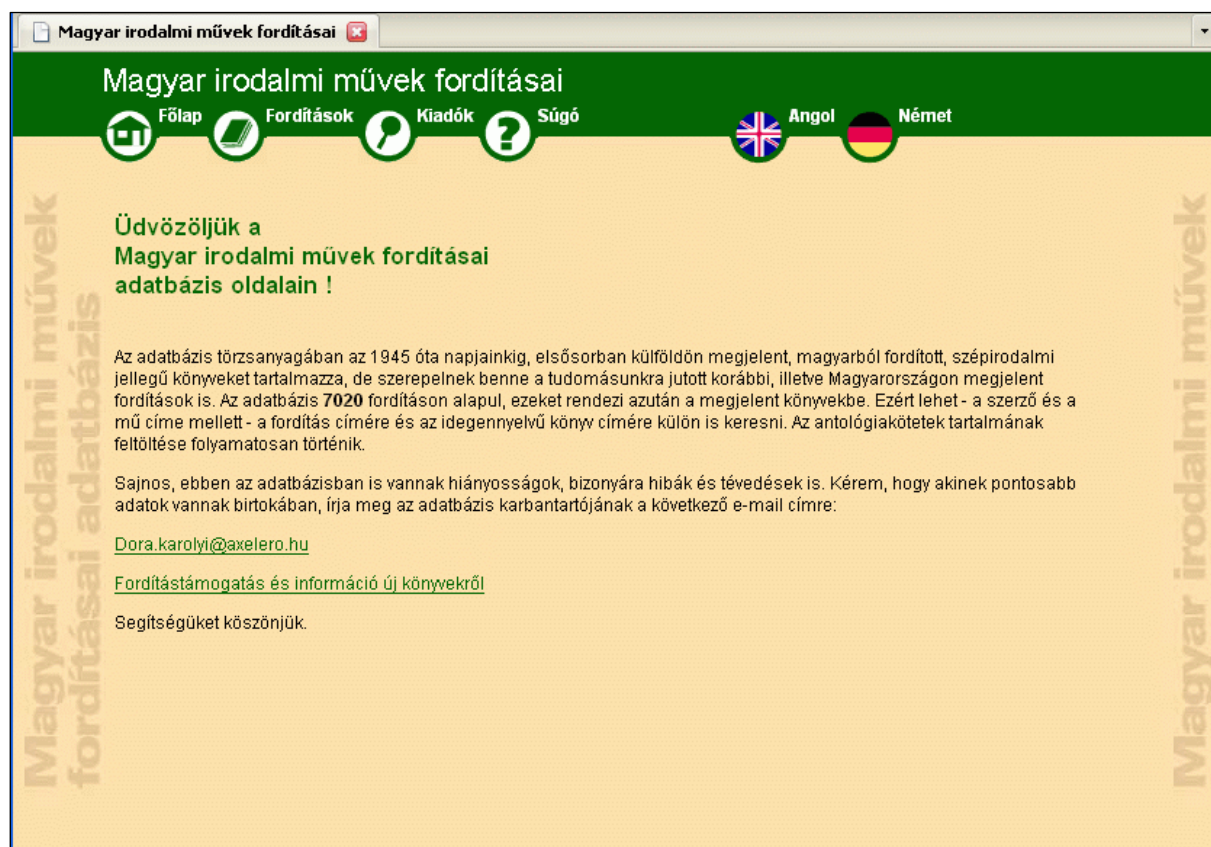 Magyar irodalmi művek fordításai
Magyar irodalmi művek fordításai
Főlap Fordítások Kiadók Súgó Angol Német
Üdvözöljük a
Magyar irodalmi művek fordításai
adatbázis oldalain !
Az adatbázis törzsanyagában az 1945 óta napjainkig, elsősorban külföldön megjelent, magyarból fordított, szépirodalmi
jellegű könyveket tartalmazza, de szerepelnek benne a tudomásunkra jutott korábbi, illetve Magyarországon megjelent
fordítások is. Az adatbázis 7020 fordításon alapul, ezeket rendezi azután a megjelent könyvekbe. Ezért lehet - a szerző és a
mű címe mellett - a fordítás címére és az idegennyelvű könyv címére külön is keresni. Az antológiakötetek tartalmának
feltöltése folyamatosan történik.
Sajnos, ebben az adatbázisban is vannak hiányosságok, bizonyára hibák és tévedések is. Kérem, hogy akinek pontosabb
adatok vannak birtokában, írja meg az adatbázis karbantartójának a következő e-mail címre:
Dora.karolyi@axelero.hu
Fordítástámogatás és információ új könyvekről
Segítségüket köszönjük.
Magyar irodalmi művek
fordításai adatbázis
Magyar irodalmi művek